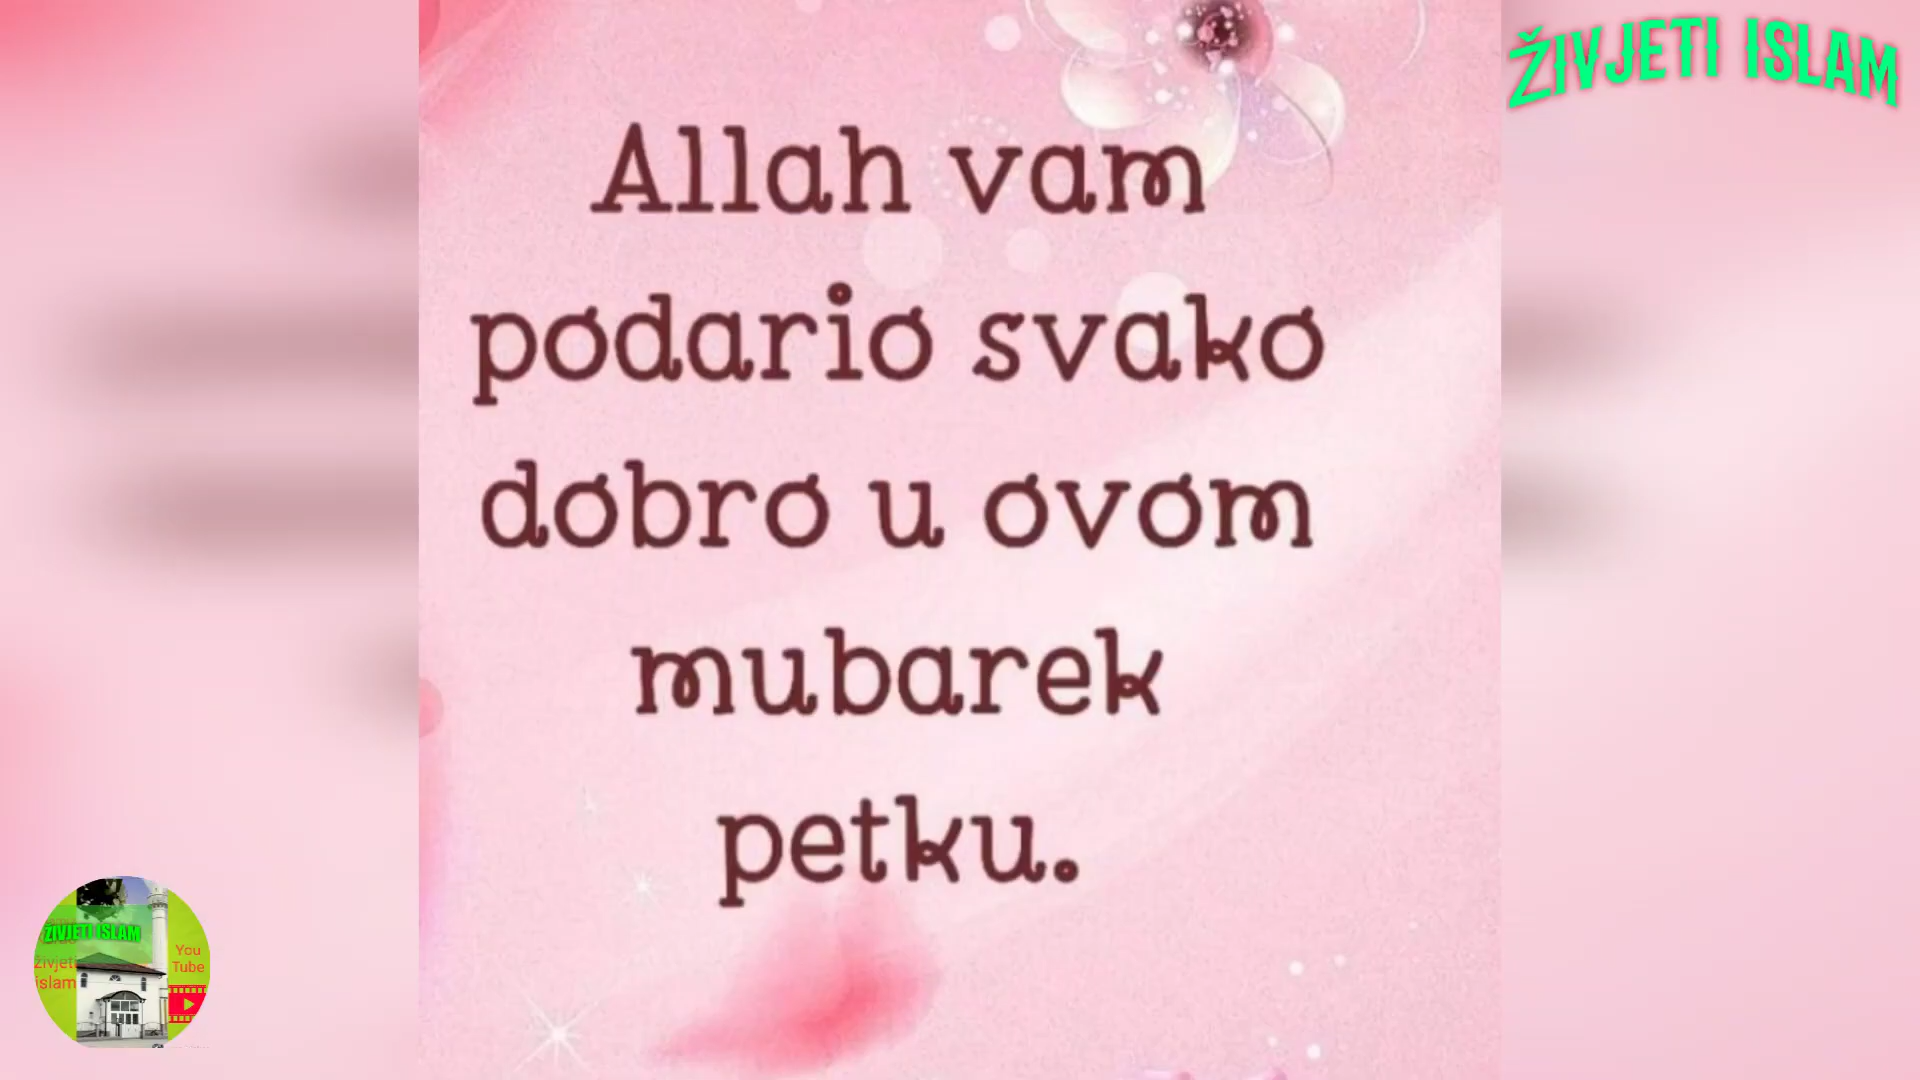 ŽIVJETI ISLAM
Allah vam
podario svako
dobro u ovom
mubarek
petku.
ŽIVJETI ISLAM
živjeti
islam
You
Tube